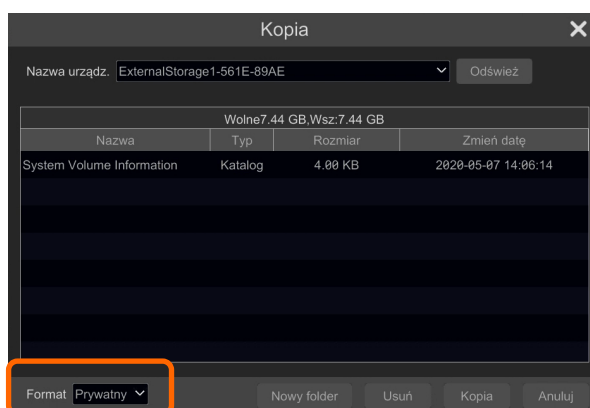 Kopia
Nazwa urządz. ExternalStorage1-561E-89AE Odśwież
Wolne7.44 GB,Wsz:7.44 GB
Nazwa Typ Rozmiar Zmień datę
System Volume Information Katalog 4.00 KB 2020-05-07 14:06:14
Format Prywatny Nowy folder Usuń Kopia Anuluj